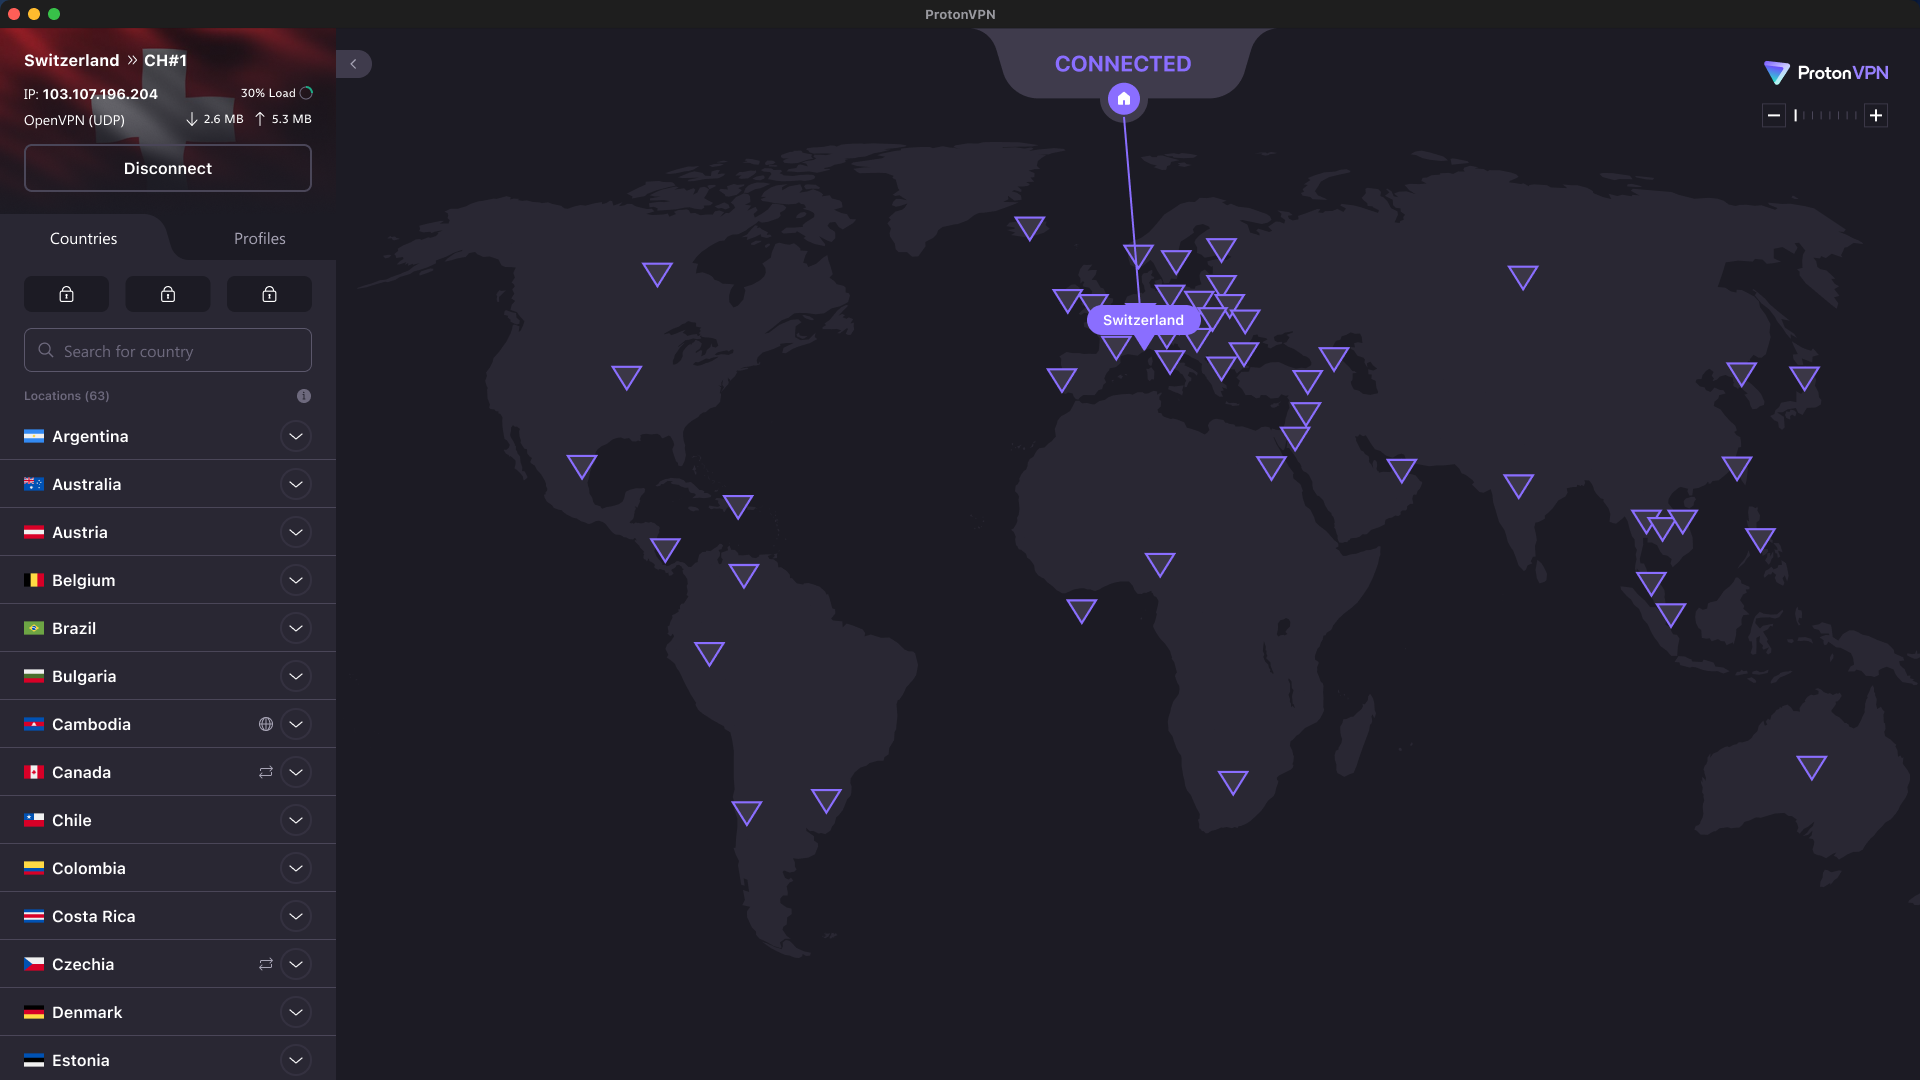 ProtonVPN
Switzerland » CH#1
IP: 103.107.196.204
30% Load
OpenVPN (UDP)
2.6 MB
5.3 MB
Disconnect
Countries
Profiles
Search for country
Locations (63)
Argentina
Australia
Austria
Belgium
Brazil
Bulgaria
Cambodia
Canada
Chile
Colombia
Costa Rica
Czechia
Denmark
Estonia
CONNECTED
Switzerland
ProtonVPN